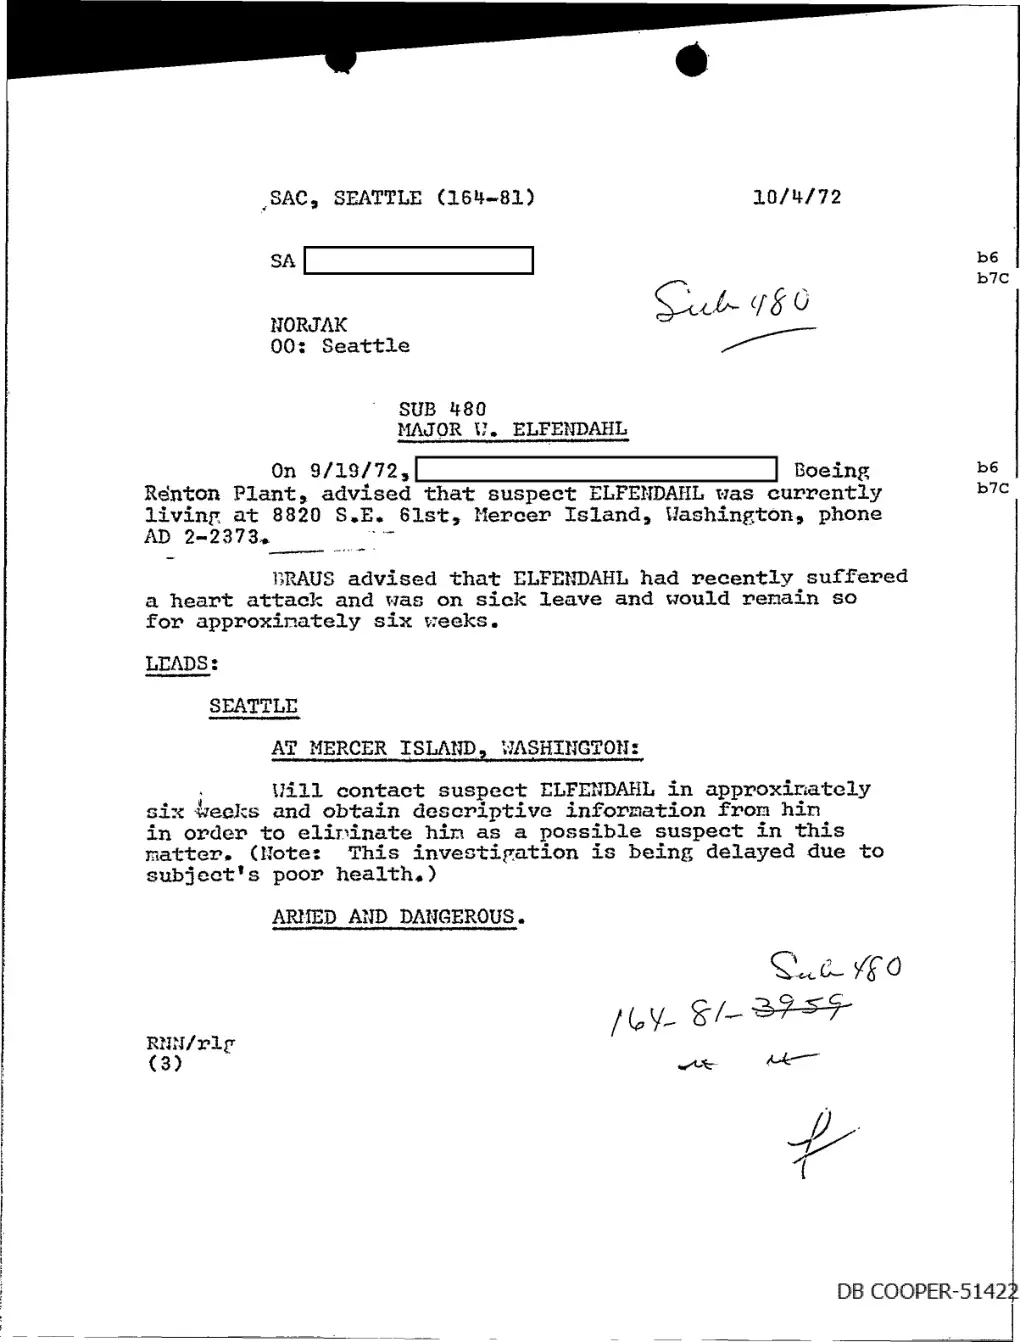 SAC, SEATTLE (164-81) 10/4/72
SA b6
b7C
Sub 480
NORJAK
OO: Seattle
SUB 480
MAJOR W. ELFENDAHL
On 9/19/72, Boeing b6
Renton Plant, advised that suspect ELFENDAHL was currently b7C
living at 8820 S.E. 61st, Mercer Island, Washington, phone
AD 2-2373.
BRAUS advised that ELFENDAHL had recently suffered
a heart attack and was on sick leave and would remain so
for approximately six weeks.
LEADS:
SEATTLE
AT MERCER ISLAND, WASHINGTON:
Will contact suspect ELFENDAHL in approximately
six weeks and obtain descriptive information from him
in order to eliminate him as a possible suspect in this
matter. (Note: This investigation is being delayed due to
subject's poor health.)
ARMED AND DANGEROUS.
Sub 480
164-81-3959
RNN/rlg
(3)
DB COOPER-51422